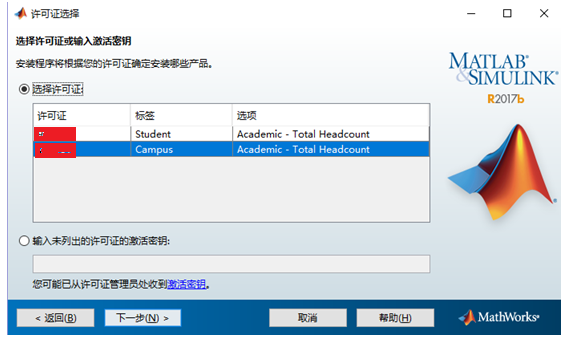 许可证选择
选择许可证或输入激活密钥
安装程序将根据您的许可证确定安装哪些产品。
选择许可证:
许可证 标签 选项
Student Academic - Total Headcount
Campus Academic - Total Headcount
输入未列出的许可证的激活密钥:
您可能已从许可证管理员处收到激活密钥。
MATLAB®
&SIMULINK®
R2017b
< 返回(B) 下一步(N) > 取消 帮助(H) MathWorks®